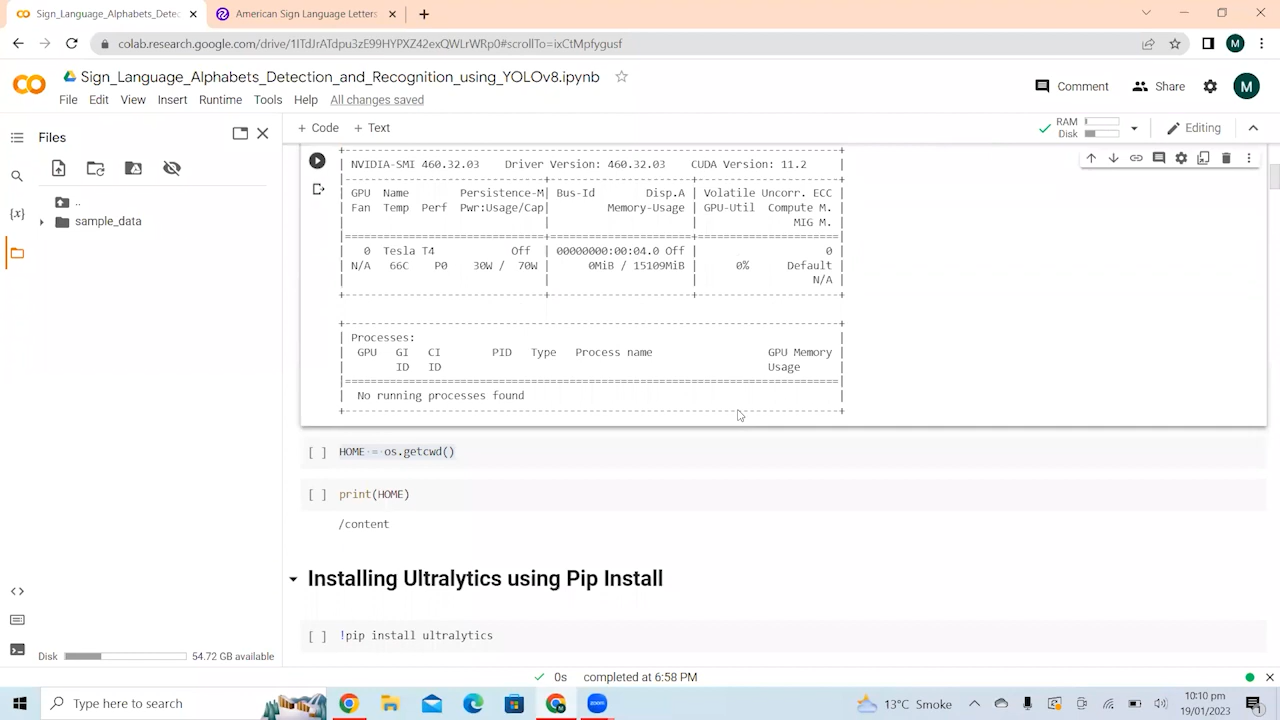 Sign_Language_Alphabets_Detec
American Sign Language Letters
colab.research.google.com/drive/1ITdJrATdpu3zE99HYPXZ42exQWLrWRp0#scrollTo=ixCtMpfygusf
M
CO
Sign_Language_Alphabets_Detection_and_Recognition_using_YOLOv8.ipynb
Comment
Share
M
File Edit View Insert Runtime Tools Help All changes saved
Files
+ Code + Text
RAM
Disk
Editing
..
sample_data
{x}
NVIDIA-SMI 460.32.03 Driver Version: 460.32.03 CUDA Version: 11.2
GPU Name Persistence-M| Bus-Id Disp.A | Volatile Uncorr. ECC
Fan Temp Perf Pwr:Usage/Cap| Memory-Usage | GPU-Util Compute M.
MIG M.
0 Tesla T4 Off | 00000000:00:04.0 Off | 0
N/A 66C P0 30W / 70W | 0MiB / 15109MiB | 0% Default
N/A
Processes:
GPU GI CI PID Type Process name GPU Memory
ID ID Usage
No running processes found
[ ] HOME = os.getcwd()
[ ] print(HOME)
/content
Installing Ultralytics using Pip Install
[ ] !pip install ultralytics
Disk 54.72 GB available
0s completed at 6:58 PM
Type here to search
zoom
13°C Smoke
10:10 pm
19/01/2023